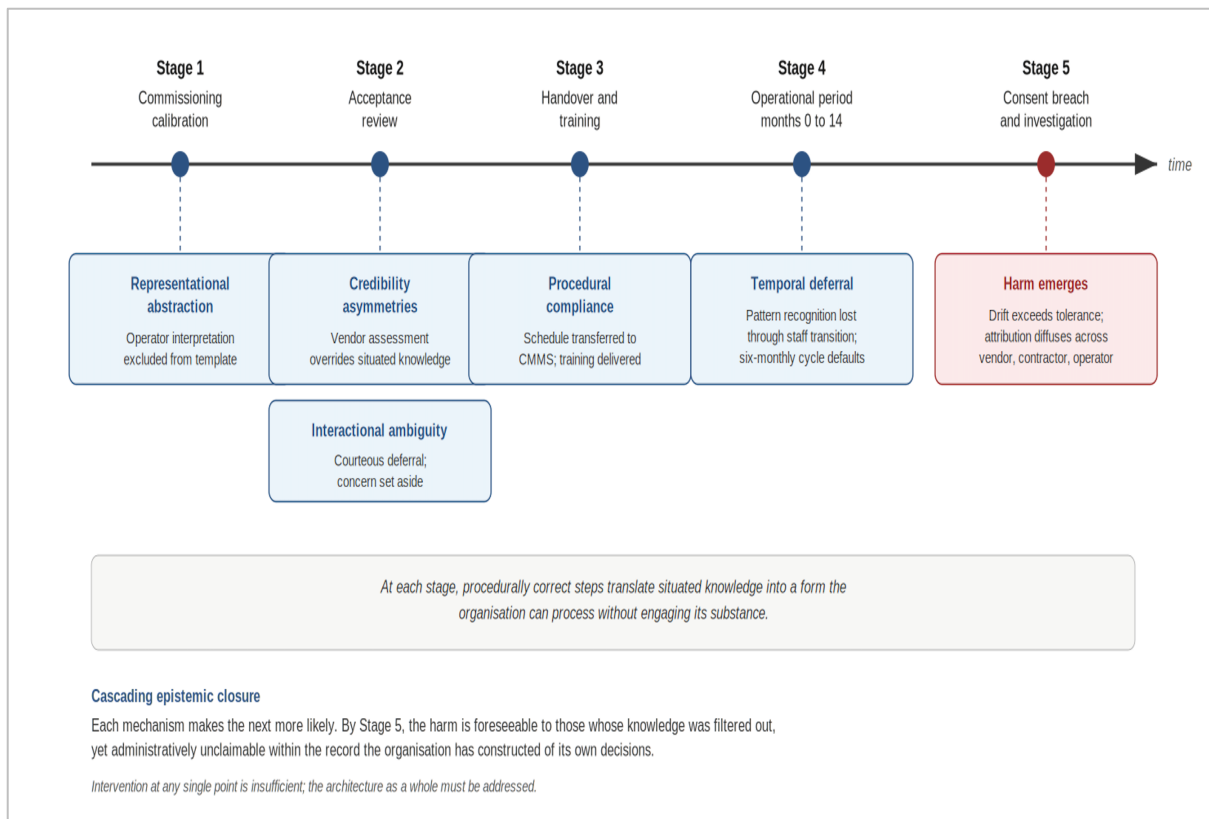 Stage 1
Commissioning
calibration
Stage 2
Acceptance
review
Stage 3
Handover and
training
Stage 4
Operational period
months 0 to 14
Stage 5
Consent breach
and investigation
time
Representational
abstraction
Operator interpretation
excluded from template
Credibility
asymmetries
Vendor assessment
overrides situated knowledge
Procedural
compliance
Schedule transferred to
CMMS; training delivered
Temporal deferral
Pattern recognition lost
through staff transition;
six-monthly cycle defaults
Harm emerges
Drift exceeds tolerance;
attribution diffuses across
vendor, contractor, operator
Interactional ambiguity
Courteous deferral;
concern set aside
At each stage, procedurally correct steps translate situated knowledge into a form the
organisation can process without engaging its substance.
Cascading epistemic closure
Each mechanism makes the next more likely. By Stage 5, the harm is foreseeable to those whose knowledge was filtered out,
yet administratively unclaimable within the record the organisation has constructed of its own decisions.
Intervention at any single point is insufficient; the architecture as a whole must be addressed.